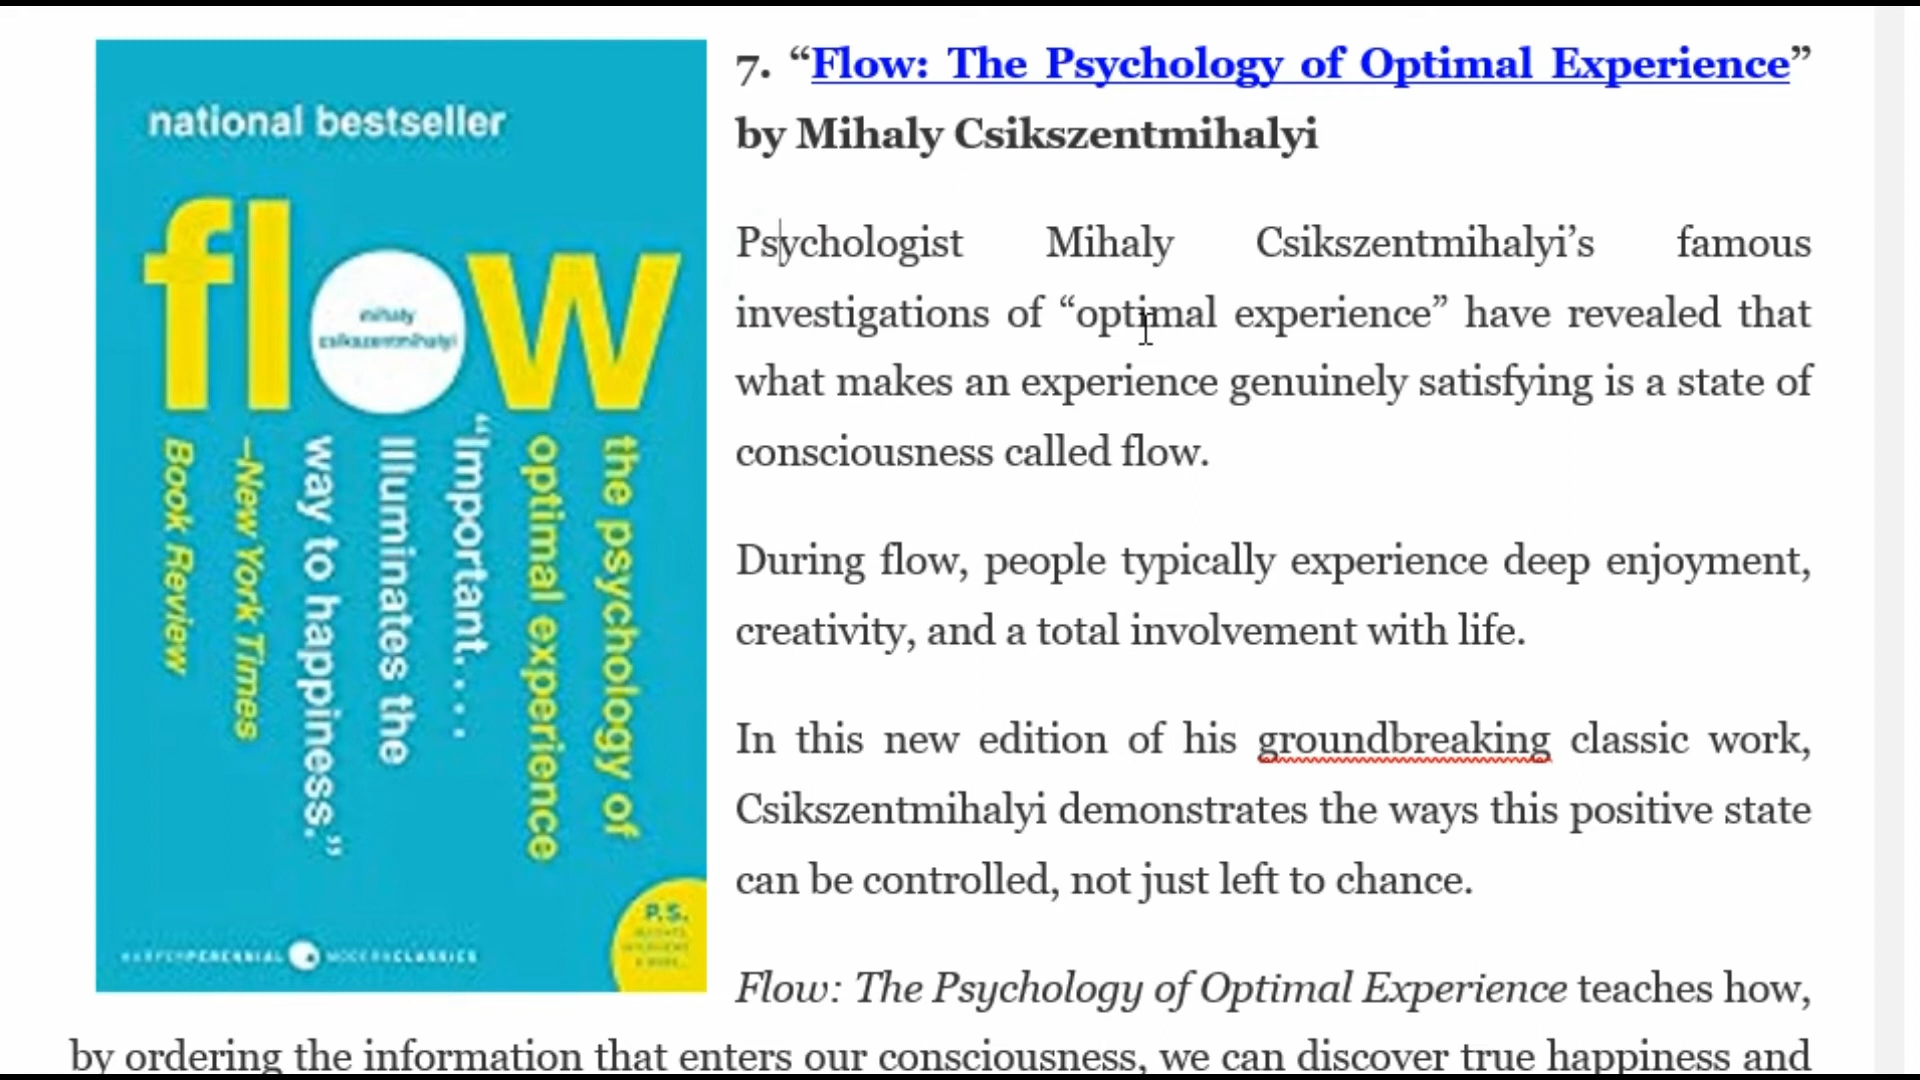 national bestseller
flow
mihaly
csikszentmihalyi
the psychology of
optimal experience
“Important. . . .
Illuminates the
way to happiness.”
—New York Times
Book Review
P.S.
HARPERPERENNIAL MODERNCLASSICS
7. “Flow: The Psychology of Optimal Experience”
by Mihaly Csikszentmihalyi
Psychologist Mihaly Csikszentmihalyi’s famous
investigations of “optimal experience” have revealed that
what makes an experience genuinely satisfying is a state of
consciousness called flow.
During flow, people typically experience deep enjoyment,
creativity, and a total involvement with life.
In this new edition of his groundbreaking classic work,
Csikszentmihalyi demonstrates the ways this positive state
can be controlled, not just left to chance.
Flow: The Psychology of Optimal Experience teaches how,
by ordering the information that enters our consciousness, we can discover true happiness and